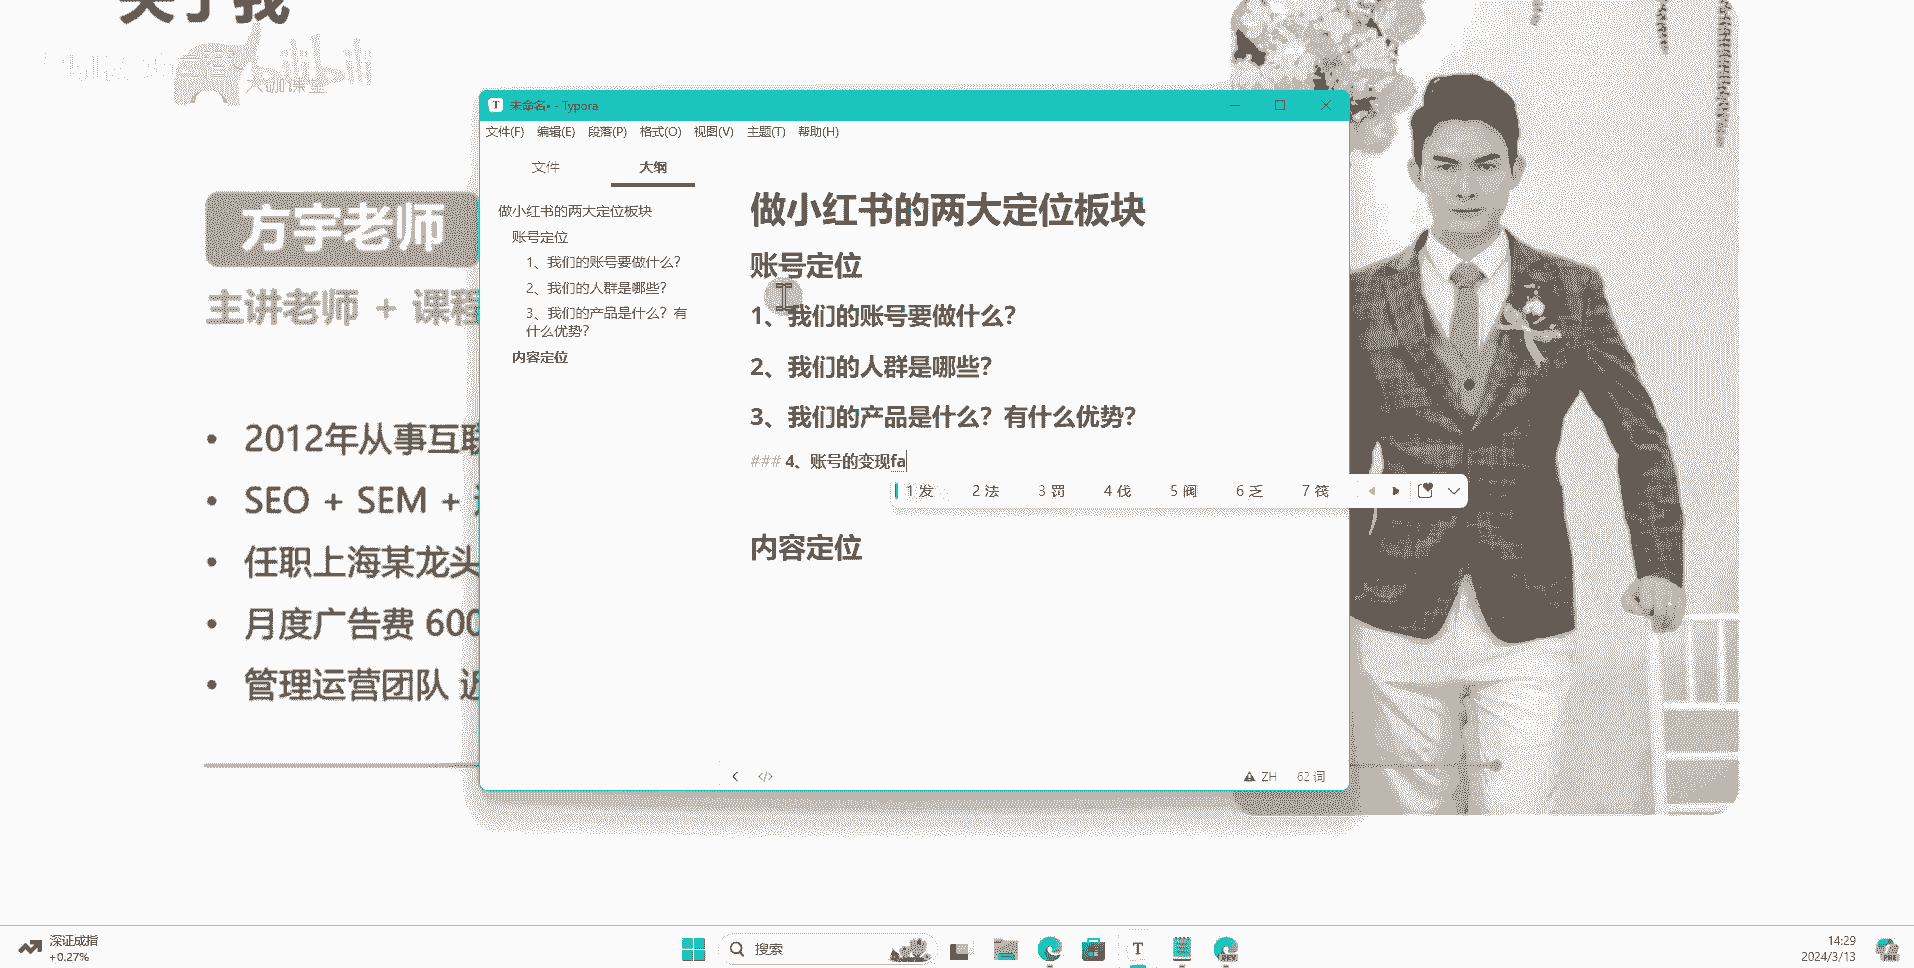 关于我
大咖课堂
方宇老师
主讲老师 + 课程
2012年从事互联
SEO + SEM +
任职上海某龙头
月度广告费 600
管理运营团队 近
未命名• - Typora
文件(F) 编辑(E) 段落(P) 格式(O) 视图(V) 主题(T) 帮助(H)
文件 大纲
做小红书的两大定位板块
账号定位
1、我们的账号要做什么？
2、我们的人群是哪些？
3、我们的产品是什么？有
什么优势？
内容定位
做小红书的两大定位板块
账号定位
1、我们的账号要做什么？
2、我们的人群是哪些？
3、我们的产品是什么？有什么优势？
### 4、账号的变现fa
1 发 2 法 3 罚 4 伐 5 阀 6 乏 7 筏
内容定位
</> ZH 62 词
深证成指
+0.27%
搜索
T
DEV
14:29
2024/3/13
PRE